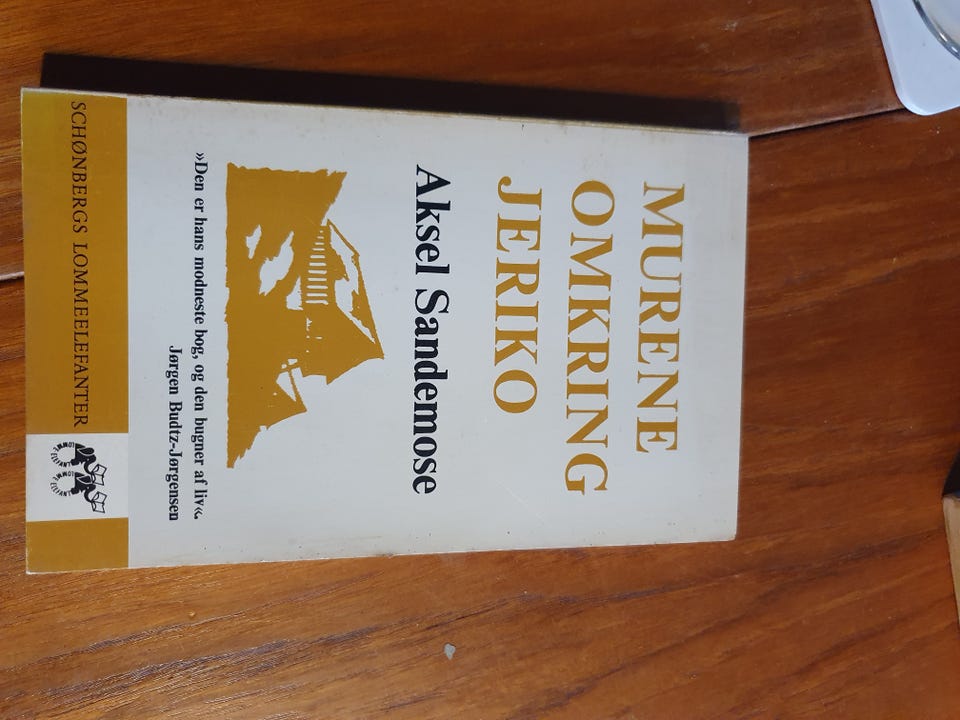 MURENE
OMKRING
JERIKO
Aksel Sandemose
»Den er hans modneste bog, og den bugner af liv«.
Jørgen Budtz-Jørgensen
SCHØNBERGS LOMMEELEFANTER